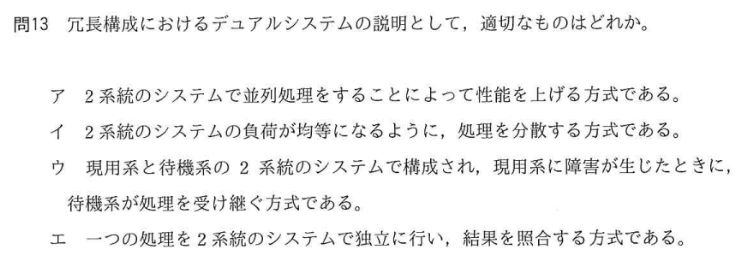 問13 冗長構成におけるデュアルシステムの説明として，適切なものはどれか。
ア 2系統のシステムで並列処理をすることによって性能を上げる方式である。
イ 2系統のシステムの負荷が均等になるように，処理を分散する方式である。
ウ 現用系と待機系の 2 系統のシステムで構成され，現用系に障害が生じたときに，
待機系が処理を受け継ぐ方式である。
エ 一つの処理を2系統のシステムで独立に行い，結果を照合する方式である。